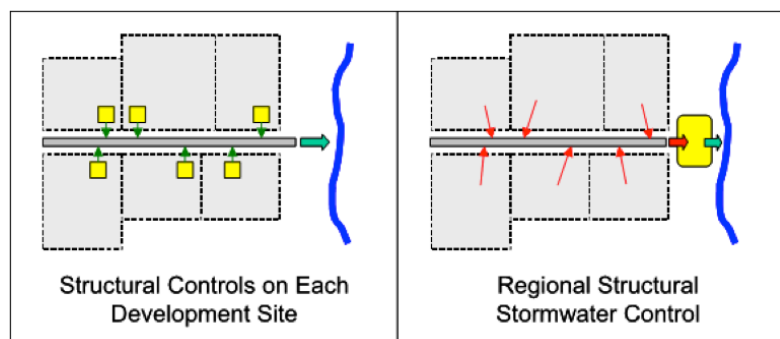 Structural Controls on Each
Development Site
Regional Structural
Stormwater Control